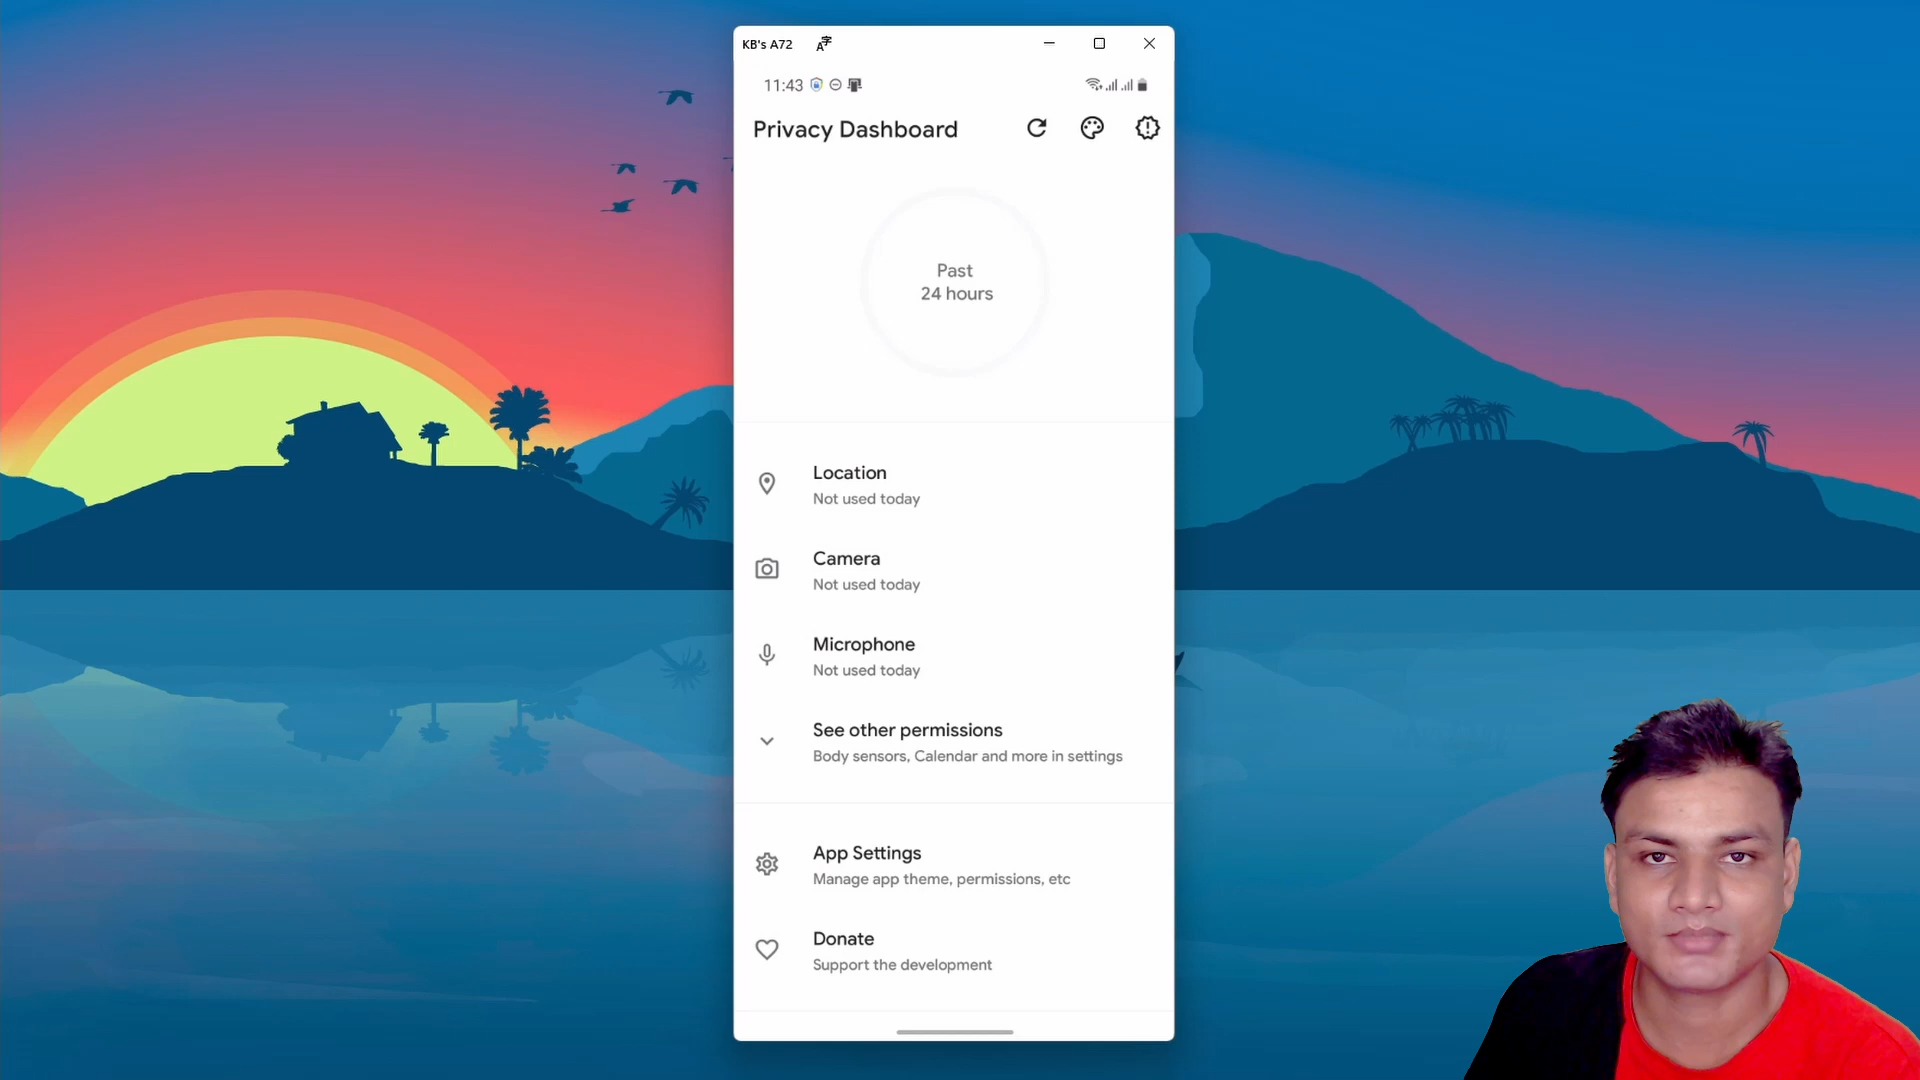 KB's A72
11:43
Privacy Dashboard
Past
24 hours
Location
Not used today
Camera
Not used today
Microphone
Not used today
See other permissions
Body sensors, Calendar and more in settings
App Settings
Manage app theme, permissions, etc
Donate
Support the development